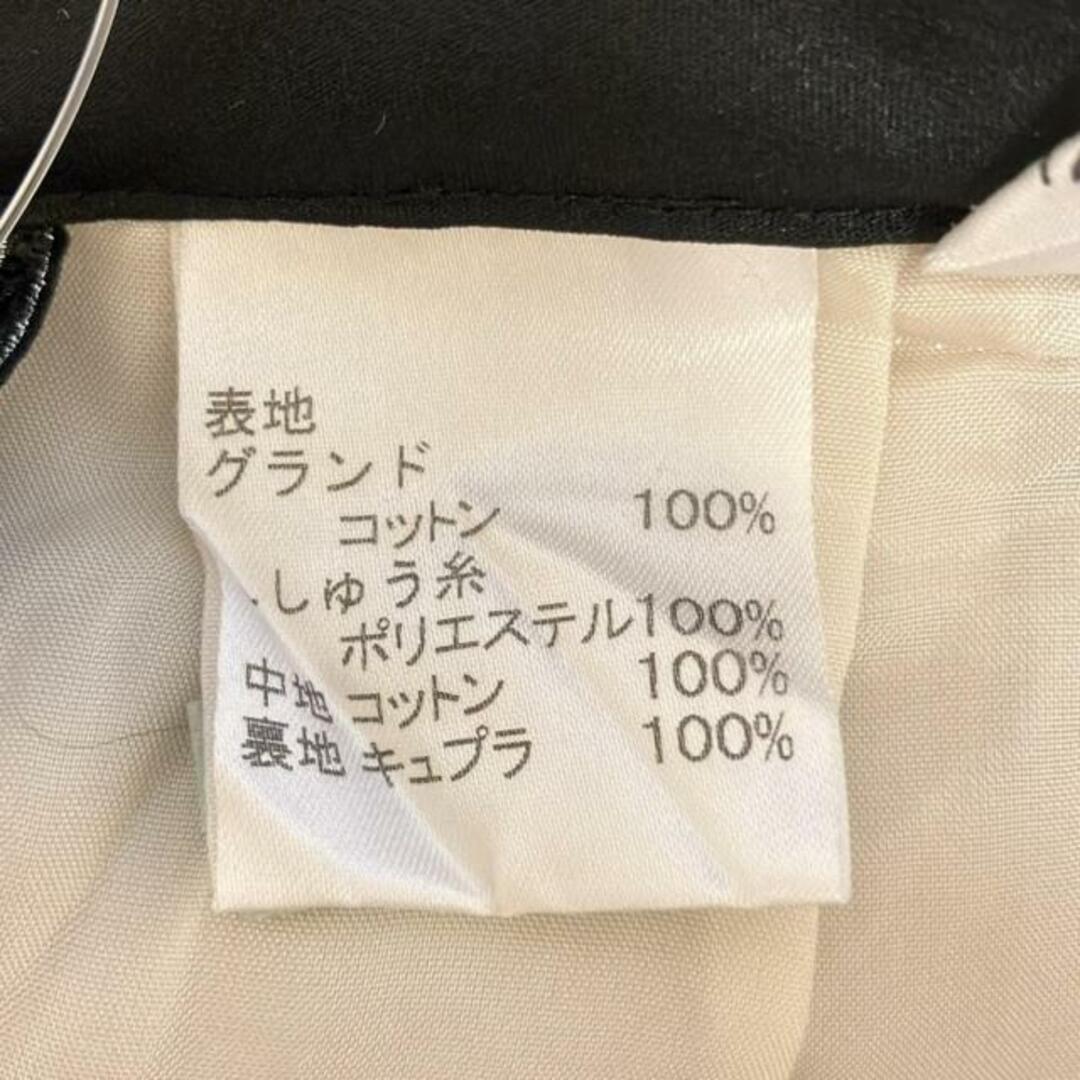 表地
グランド
コットン 100%
ししゅう糸
ポリエステル100%
中地 コットン 100%
裏地 キュプラ 100%